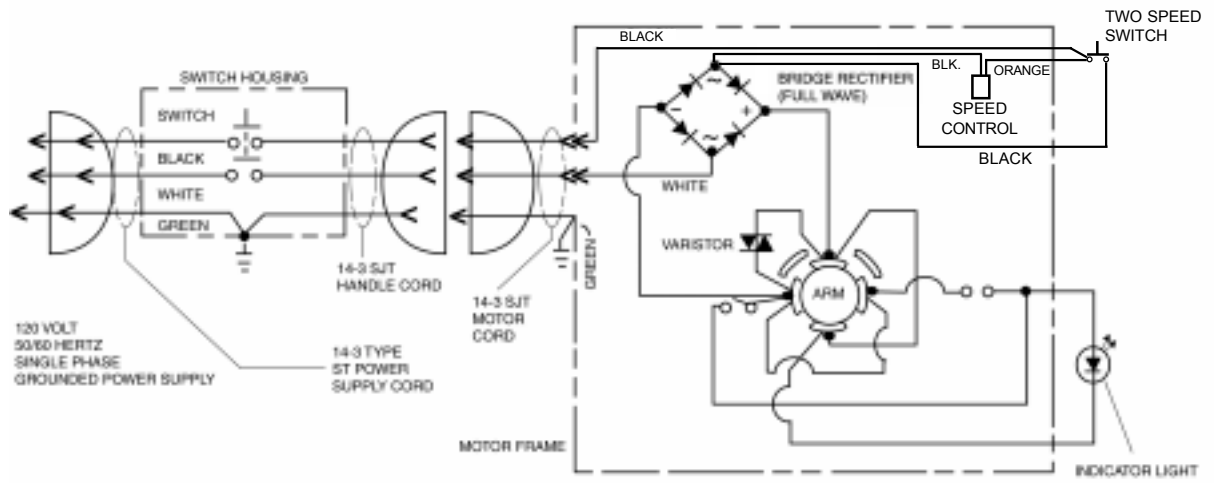 TWO SPEED
SWITCH
BLACK
BLK.
ORANGE
SWITCH HOUSING
BRIDGE RECTIFIER
(FULL WAVE)
SPEED
CONTROL
SWITCH
BLACK
BLACK
WHITE
WHITE
GREEN
GREEN
VARISTOR
14-3 SJT
HANDLE CORD
ARM
14-3 SJT
MOTOR
CORD
120 VOLT
50/60 HERTZ
SINGLE PHASE
GROUNDED POWER SUPPLY
14-3 TYPE
ST POWER
SUPPLY CORD
MOTOR FRAME
INDICATOR LIGHT